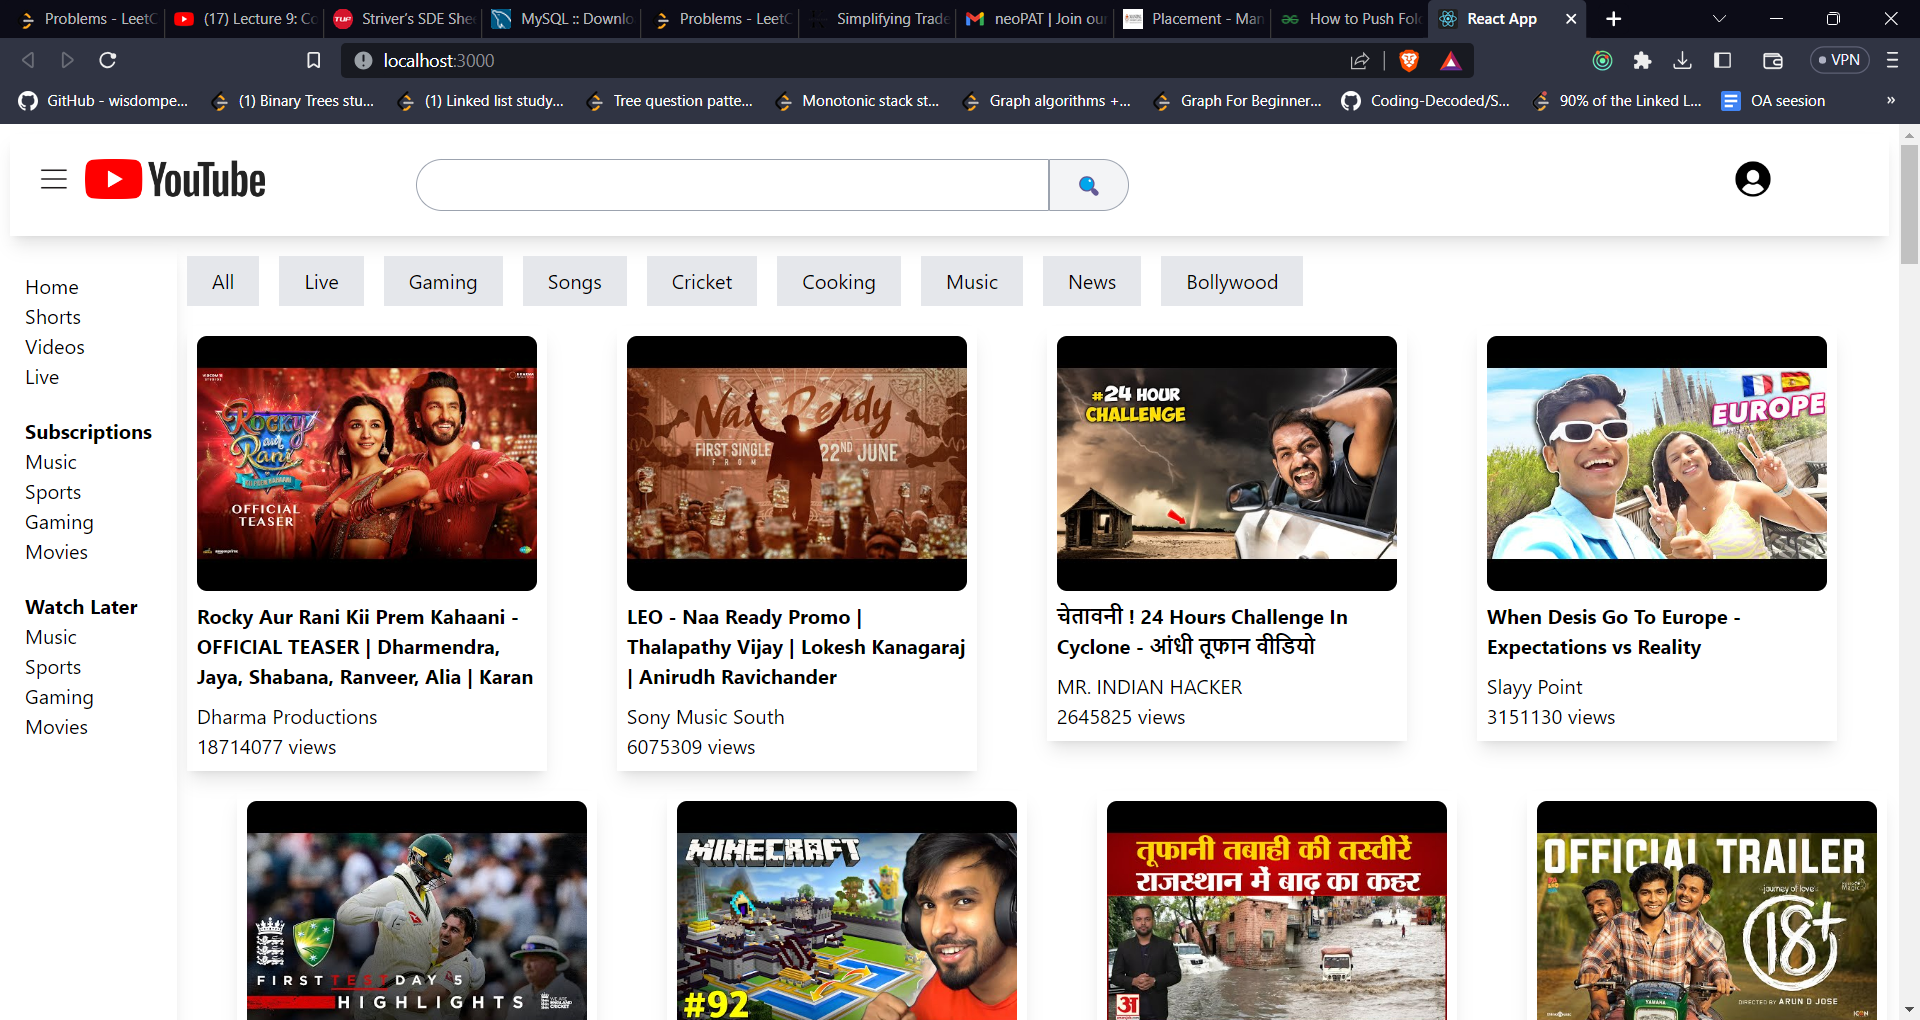 Problems - LeetC
(17) Lecture 9: Co
Striver's SDE She
MySQL :: Downlo
Problems - LeetC
Simplifying Trade
neoPAT | Join our
Placement - Man
How to Push Fol
React App
localhost:3000
VPN
GitHub - wisdompe...
(1) Binary Trees stu...
(1) Linked list study...
Tree question patte...
Monotonic stack st...
Graph algorithms +...
Graph For Beginner...
Coding-Decoded/S...
90% of the Linked L...
OA seesion
»
YouTube
All
Live
Gaming
Songs
Cricket
Cooking
Music
News
Bollywood
Home
Shorts
Videos
Live
Subscriptions
Music
Sports
Gaming
Movies
Watch Later
Music
Sports
Gaming
Movies
Rocky
aur
Rani
OFFICIAL
TEASER
Rocky Aur Rani Kii Prem Kahaani -
OFFICIAL TEASER | Dharmendra,
Jaya, Shabana, Ranveer, Alia | Karan
Dharma Productions
18714077 views
Naa Ready
FIRST SINGLE
FROM
22ND JUNE
LEO - Naa Ready Promo |
Thalapathy Vijay | Lokesh Kanagaraj
| Anirudh Ravichander
Sony Music South
6075309 views
#24 HOUR
CHALLENGE
चेतावनी ! 24 Hours Challenge In
Cyclone - आंधी तूफान वीडियो
MR. INDIAN HACKER
2645825 views
EUROPE
When Desis Go To Europe -
Expectations vs Reality
Slayy Point
3151130 views
FIRST TEST DAY 5
HIGHLIGHTS
MINECRAFT
#92
तूफानी तबाही की तस्वीरें
राजस्थान में बाढ़ का कहर
अ
OFFICIAL TRAILER
journey of love
18+
DIRECTED BY ARUN D JOSE
YAMAHA
ICON